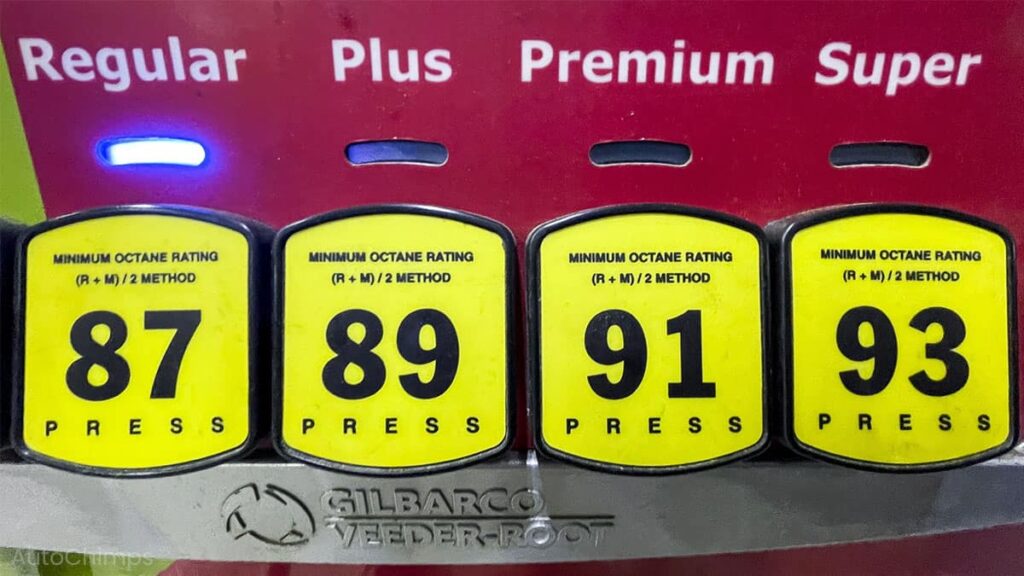 Regular
Plus
Premium
Super
MINIMUM OCTANE RATING
(R + M) / 2 METHOD
87
PRESS
MINIMUM OCTANE RATING
(R + M) / 2 METHOD
89
PRESS
MINIMUM OCTANE RATING
(R + M) / 2 METHOD
91
PRESS
MINIMUM OCTANE RATING
(R + M) / 2 METHOD
93
PRESS
GILBARCO
VEEDER-ROOT
AutoChimps